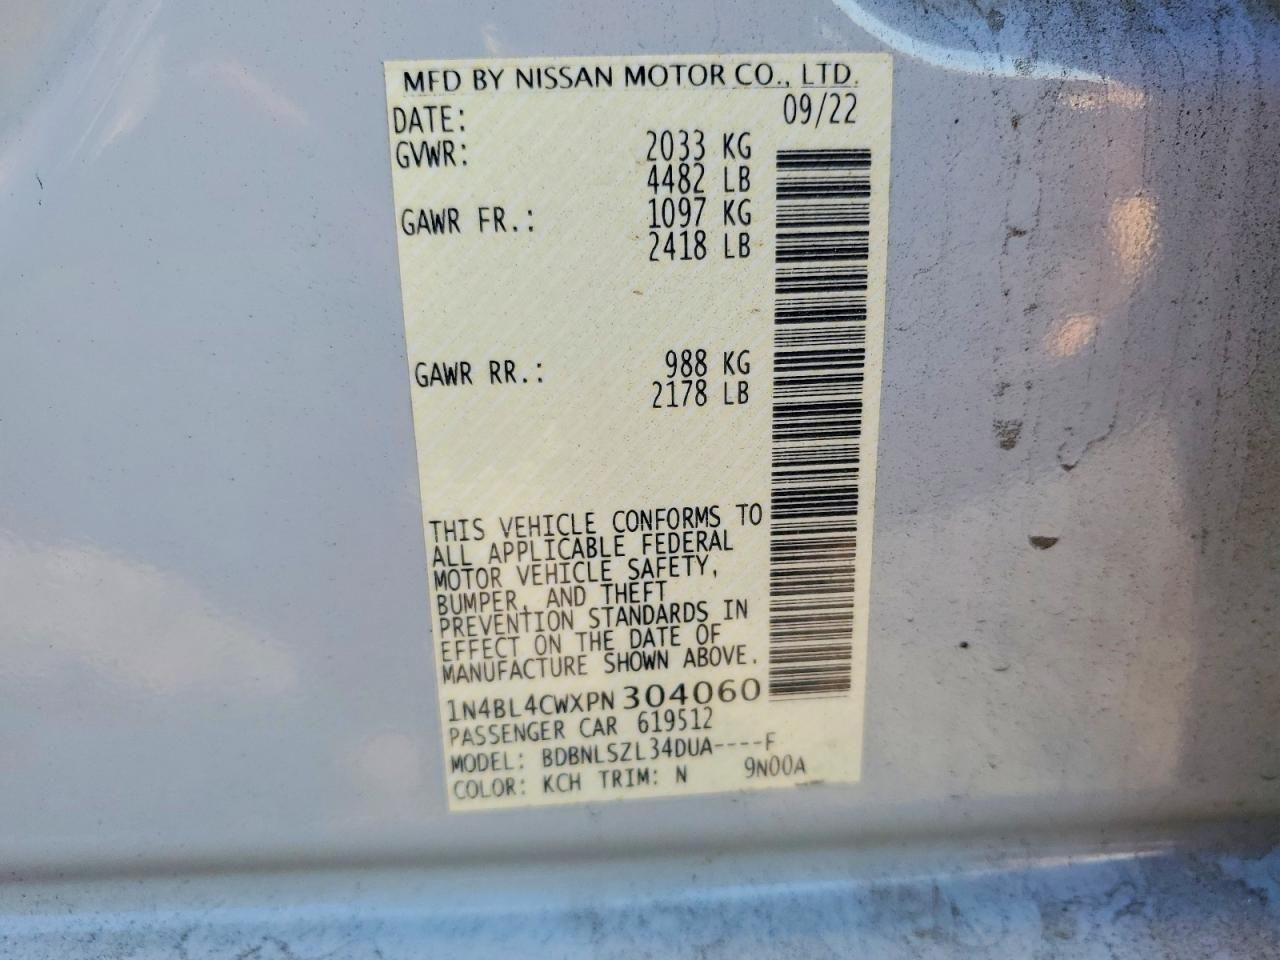 MFD BY NISSAN MOTOR CO., LTD.
DATE: 09/22
GVWR: 2033 KG
4482 LB
GAWR FR.: 1097 KG
2418 LB
GAWR RR.: 988 KG
2178 LB
THIS VEHICLE CONFORMS TO
ALL APPLICABLE FEDERAL
MOTOR VEHICLE SAFETY,
BUMPER, AND THEFT
PREVENTION STANDARDS IN
EFFECT ON THE DATE OF
MANUFACTURE SHOWN ABOVE.
1N4BL4CWXPN304060
PASSENGER CAR 619512
MODEL: BDBNLSZL34DUA----F
COLOR: KCH TRIM: N 9N00A